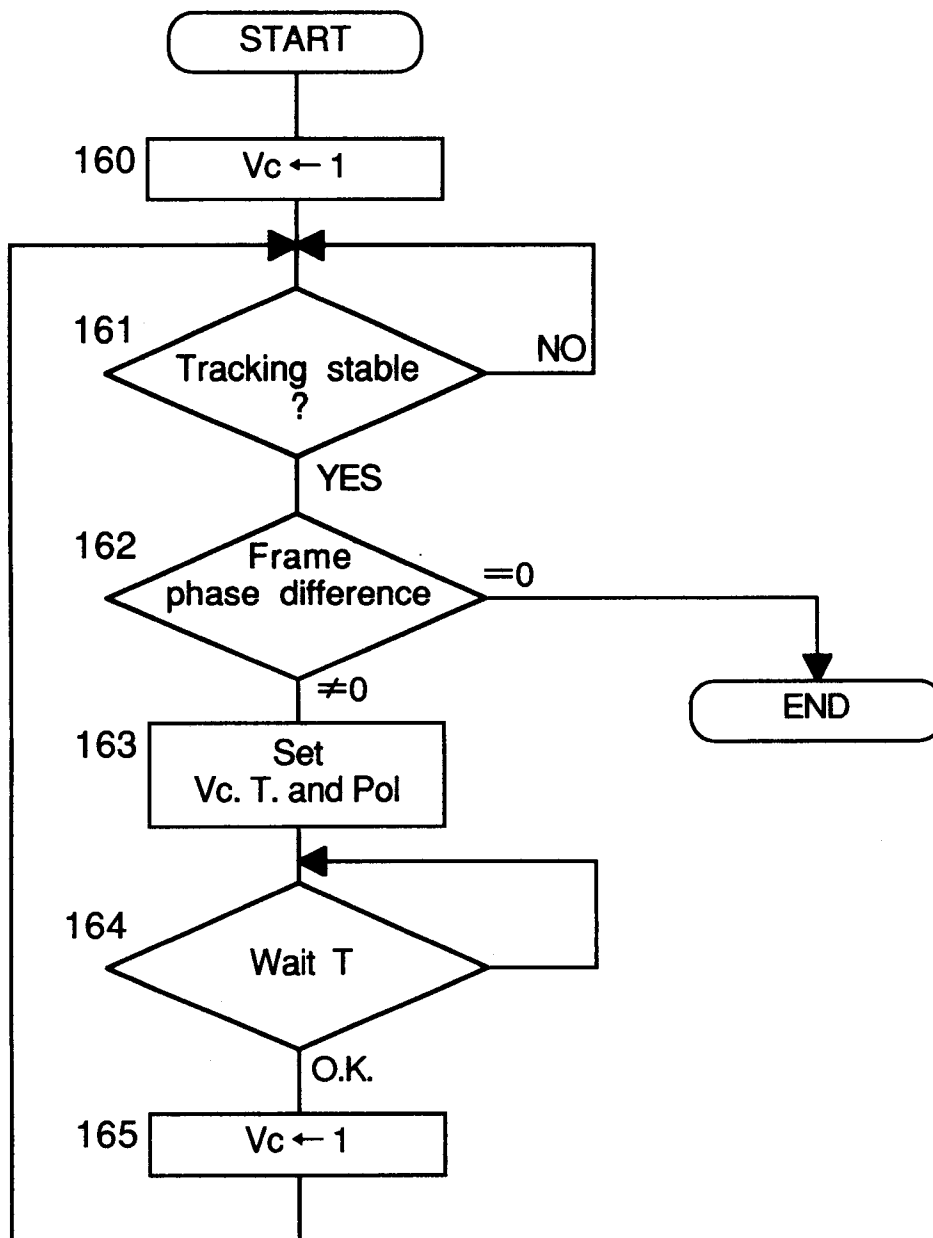 START
160
Vc ← 1
161
Tracking stable
?
NO
YES
162
Frame
phase difference
=0
≠0
END
163
Set
Vc. T. and Pol
164
Wait T
O.K.
165
Vc ← 1